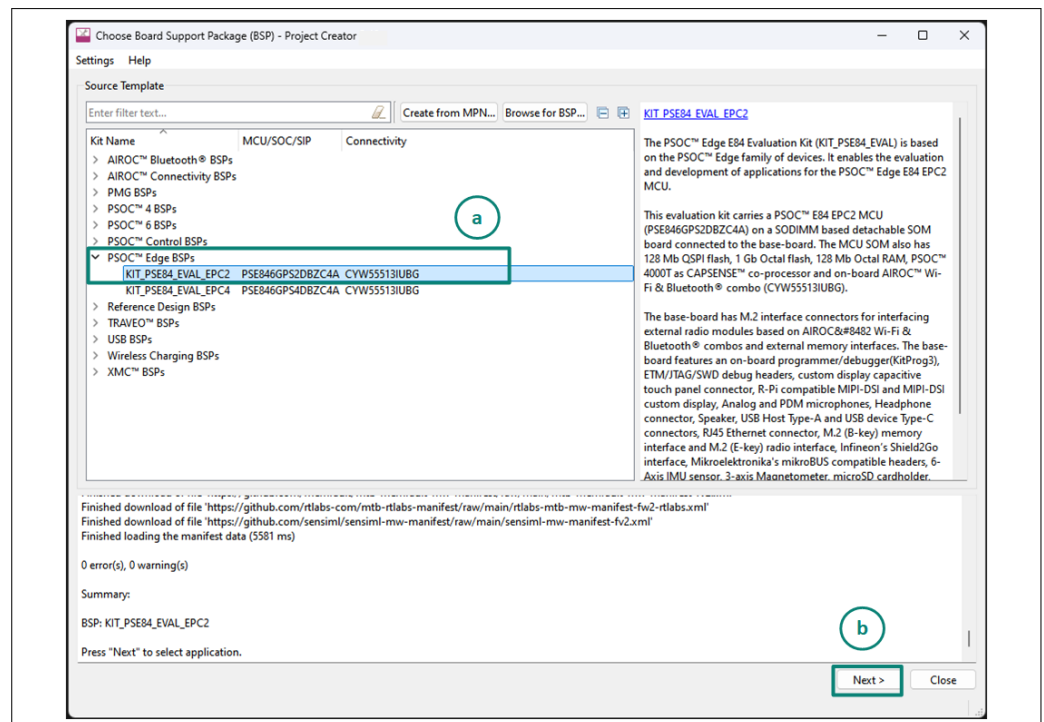 Choose Board Support Package (BSP) - Project Creator
Settings Help
Source Template
Enter filter text...
Create from MPN...
Browse for BSP...
Kit Name MCU/SOC/SIP Connectivity
AIROC™ Bluetooth® BSPs
AIROC™ Connectivity BSPs
PMG BSPs
PSOC™ 4 BSPs
PSOC™ 6 BSPs
PSOC™ Control BSPs
PSOC™ Edge BSPs
KIT_PSE84_EVAL_EPC2 PSE846GPS2DBZC4A CYW55513IUBG
KIT_PSE84_EVAL_EPC4 PSE846GPS4DBZC4A CYW55513IUBG
Reference Design BSPs
TRAVEO™ BSPs
USB BSPs
Wireless Charging BSPs
XMC™ BSPs
a
KIT_PSE84_EVAL_EPC2
The PSOC™ Edge E84 Evaluation Kit (KIT_PSE84_EVAL) is based
on the PSOC™ Edge family of devices. It enables the evaluation
and development of applications for the PSOC™ Edge E84 EPC2
MCU.
This evaluation kit carries a PSOC™ E84 EPC2 MCU
(PSE846GPS2DBZC4A) on a SODIMM based detachable SOM
board connected to the base-board. The MCU SOM also has
128 Mb QSPI flash, 1 Gb Octal flash, 128 Mb Octal RAM, PSOC™
4000T as CAPSENSE™ co-processor and on-board AIROC™ Wi-
Fi & Bluetooth® combo (CYW55513IUBG).
The base-board has M.2 interface connectors for interfacing
external radio modules based on AIROC&#8482 Wi-Fi &
Bluetooth® combos and external memory interfaces. The base-
board features an on-board programmer/debugger(KitProg3),
ETM/JTAG/SWD debug headers, custom display capacitive
touch panel connector, R-Pi compatible MIPI-DSI and MIPI-DSI
custom display, Analog and PDM microphones, Headphone
connector, Speaker, USB Host Type-A and USB device Type-C
connectors, RJ45 Ethernet connector, M.2 (B-key) memory
interface and M.2 (E-key) radio interface, Infineon's Shield2Go
interface, Mikroelektronika's mikroBUS compatible headers, 6-
Axis IMU sensor, 3-axis Magnetometer, microSD cardholder,
Finished download of file 'https://github.com/rtlabs-com/mtb-rtlabs-manifest/raw/main/rtlabs-mtb-mw-manifest-fw2-rtlabs.xml'
Finished download of file 'https://github.com/sensiml/sensiml-mw-manifest/raw/main/sensiml-mw-manifest-fv2.xml'
Finished loading the manifest data (5581 ms)
0 error(s), 0 warning(s)
Summary:
BSP: KIT_PSE84_EVAL_EPC2
Press "Next" to select application.
b
Next >
Close